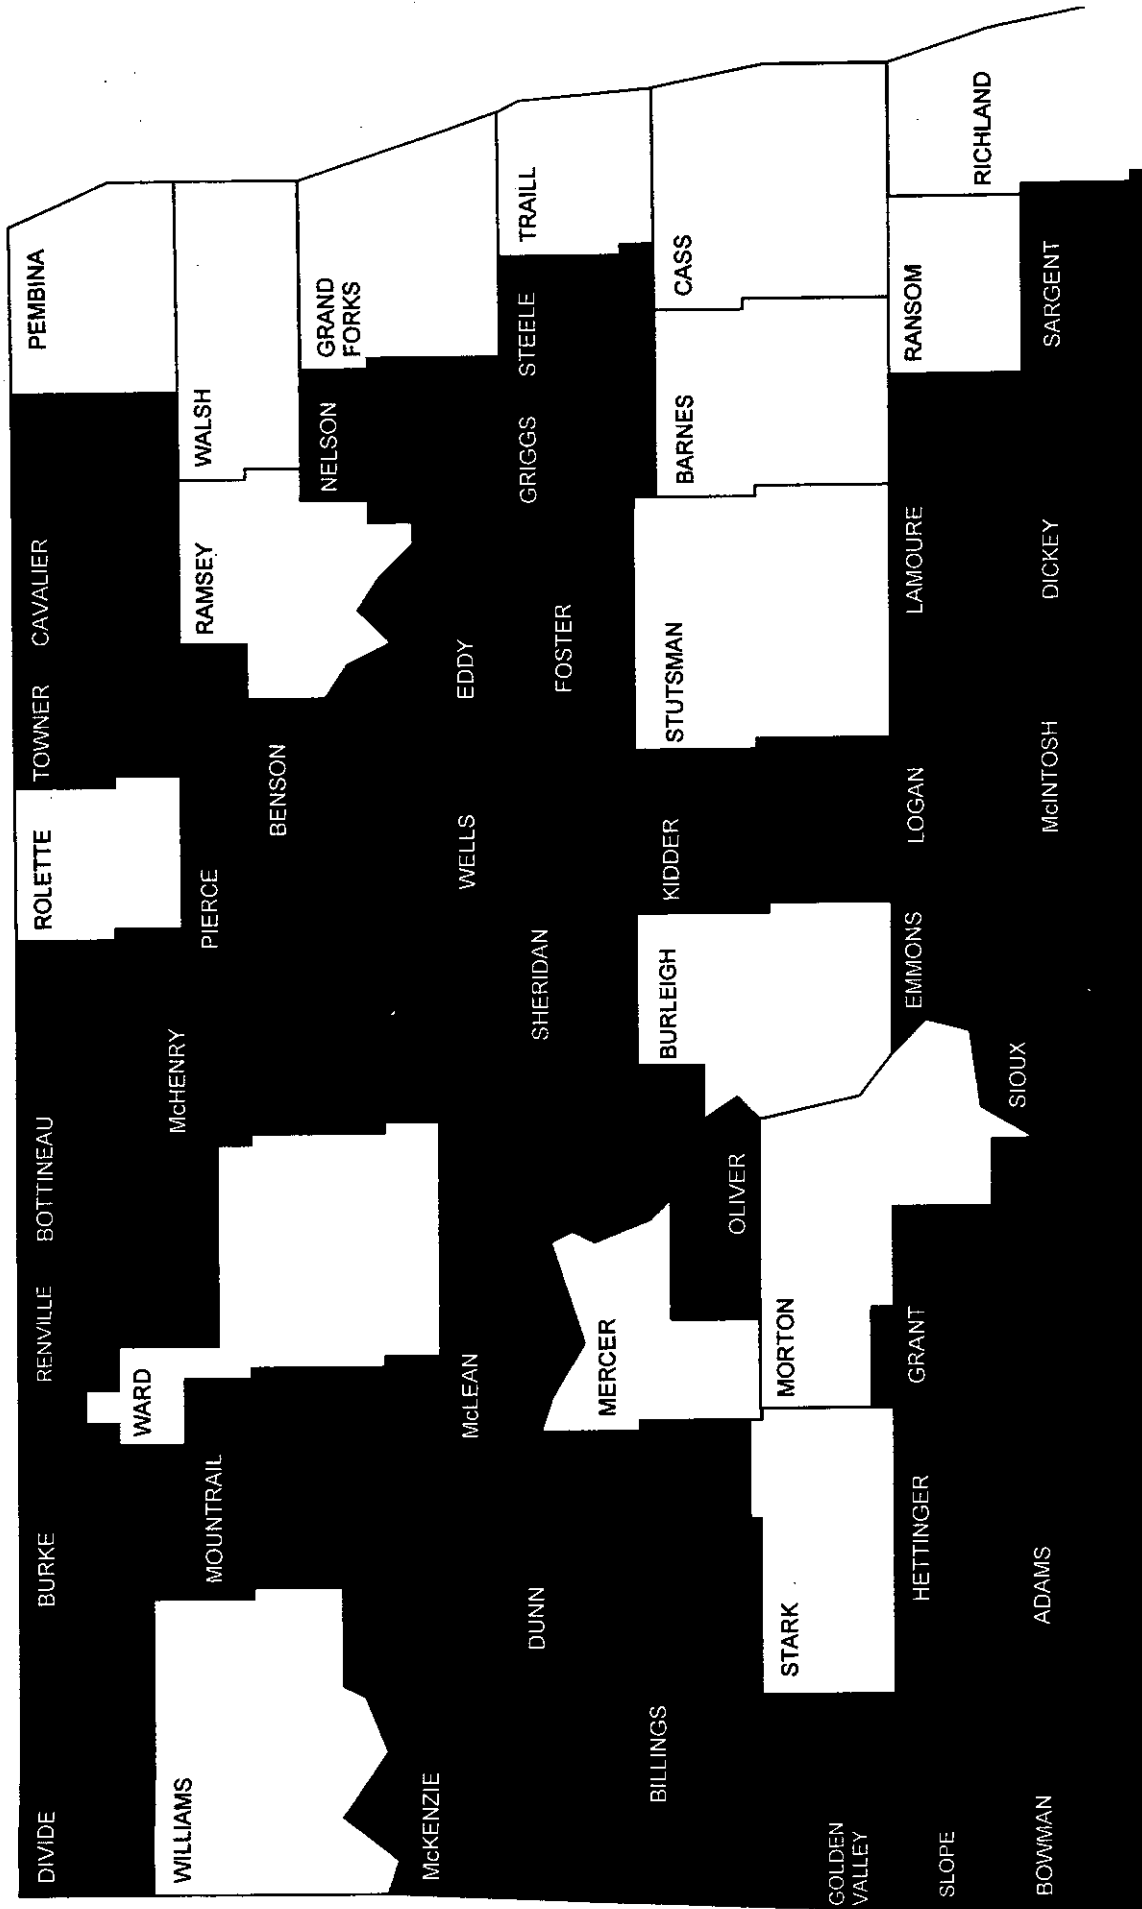 DIVIDE
BURKE
RENVILLE
BOTTINEAU
ROLETTE
TOWNER
CAVALIER
PEMBINA
WILLIAMS
MOUNTRAIL
WARD
McHENRY
PIERCE
BENSON
RAMSEY
WALSH
NELSON
GRAND
FORKS
McKENZIE
DUNN
McLEAN
MERCER
SHERIDAN
WELLS
EDDY
FOSTER
GRIGGS
STEELE
TRAILL
BILLINGS
OLIVER
BURLEIGH
KIDDER
STUTSMAN
BARNES
CASS
GOLDEN
VALLEY
STARK
MORTON
SLOPE
HETTINGER
GRANT
EMMONS
LOGAN
LAMOURE
RANSOM
RICHLAND
BOWMAN
ADAMS
SIOUX
McINTOSH
DICKEY
SARGENT